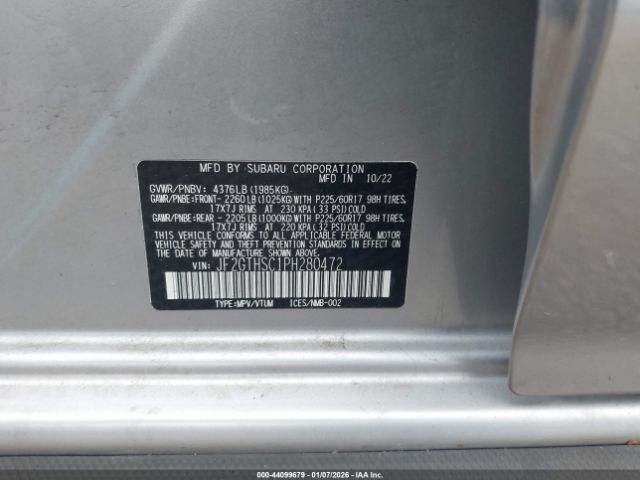 MFD BY SUBARU CORPORATION
MFD IN 10/22
GVWR/PNBV: 4376LB (1985KG).
GAWR/PNBE:FRONT- 2260LB (1025KG)WITH P225/60R17 98H TIRES.
17X7J RIMS AT 230 KPA (33 PSI) COLD
GAWR/PNBE:REAR - 2205LB (1000KG)WITH P225/60R17 98H TIRES.
17X7J RIMS AT 220 KPA (32 PSI) COLD
THIS VEHICLE CONFORMS TO ALL APPLICABLE FEDERAL MOTOR
VEHICLE SAFETY AND THEFT PREVENTION STANDARDS IN EFFECT
ON THE DATE OF MANUFACTURE SHOWN ABOVE.
VIN: JF2GTHSC1PH280472
TYPE:MPV/VTUM ICES/NMB-002
000-44099679 | 01/07/2026 - IAA, Inc.